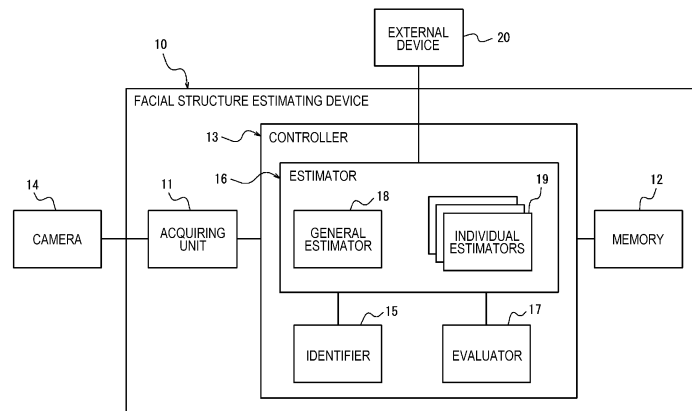 EXTERNAL
DEVICE
20
10
FACIAL STRUCTURE ESTIMATING DEVICE
13
CONTROLLER
16
ESTIMATOR
14
11
18
19
12
CAMERA
ACQUIRING
UNIT
GENERAL
ESTIMATOR
INDIVIDUAL
ESTIMATORS
MEMORY
15
17
IDENTIFIER
EVALUATOR